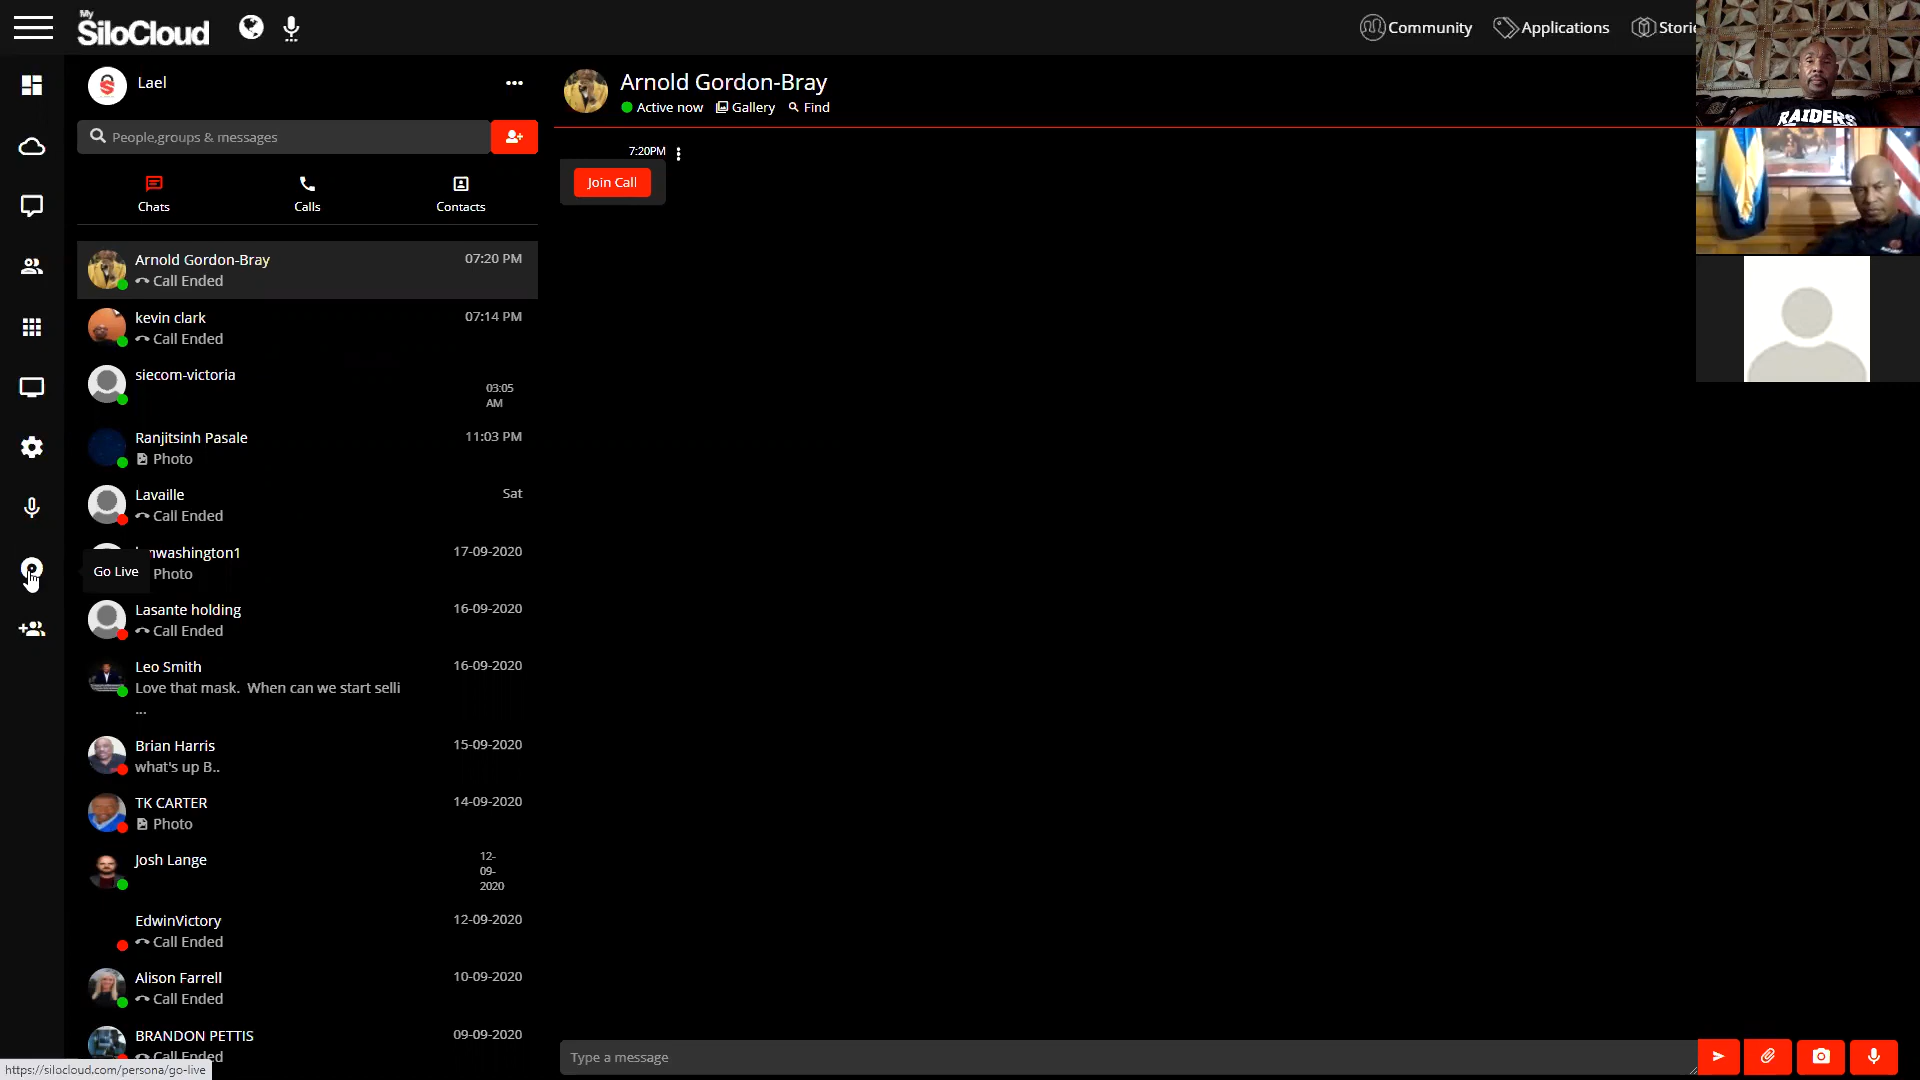 My
SiloCloud
Community
Applications
RAIDERS
Lael
People,groups & messages
Chats
Calls
Contacts
Arnold Gordon-Bray
07:20 PM
Call Ended
kevin clark
07:14 PM
Call Ended
siecom-victoria
03:05
AM
Ranjitsinh Pasale
11:03 PM
Photo
Lavaille
Sat
Call Ended
nwashington1
17-09-2020
Photo
Go Live
Lasante holding
16-09-2020
Call Ended
Leo Smith
16-09-2020
Love that mask. When can we start selli
...
Brian Harris
15-09-2020
what's up B..
TK CARTER
14-09-2020
Photo
Josh Lange
12-
09-
2020
EdwinVictory
12-09-2020
Call Ended
Alison Farrell
10-09-2020
Call Ended
BRANDON PETTIS
09-09-2020
Call Ended
https://silocloud.com/persona/go-live
Arnold Gordon-Bray
Active now
Gallery
Find
7:20PM
Join Call
Type a message